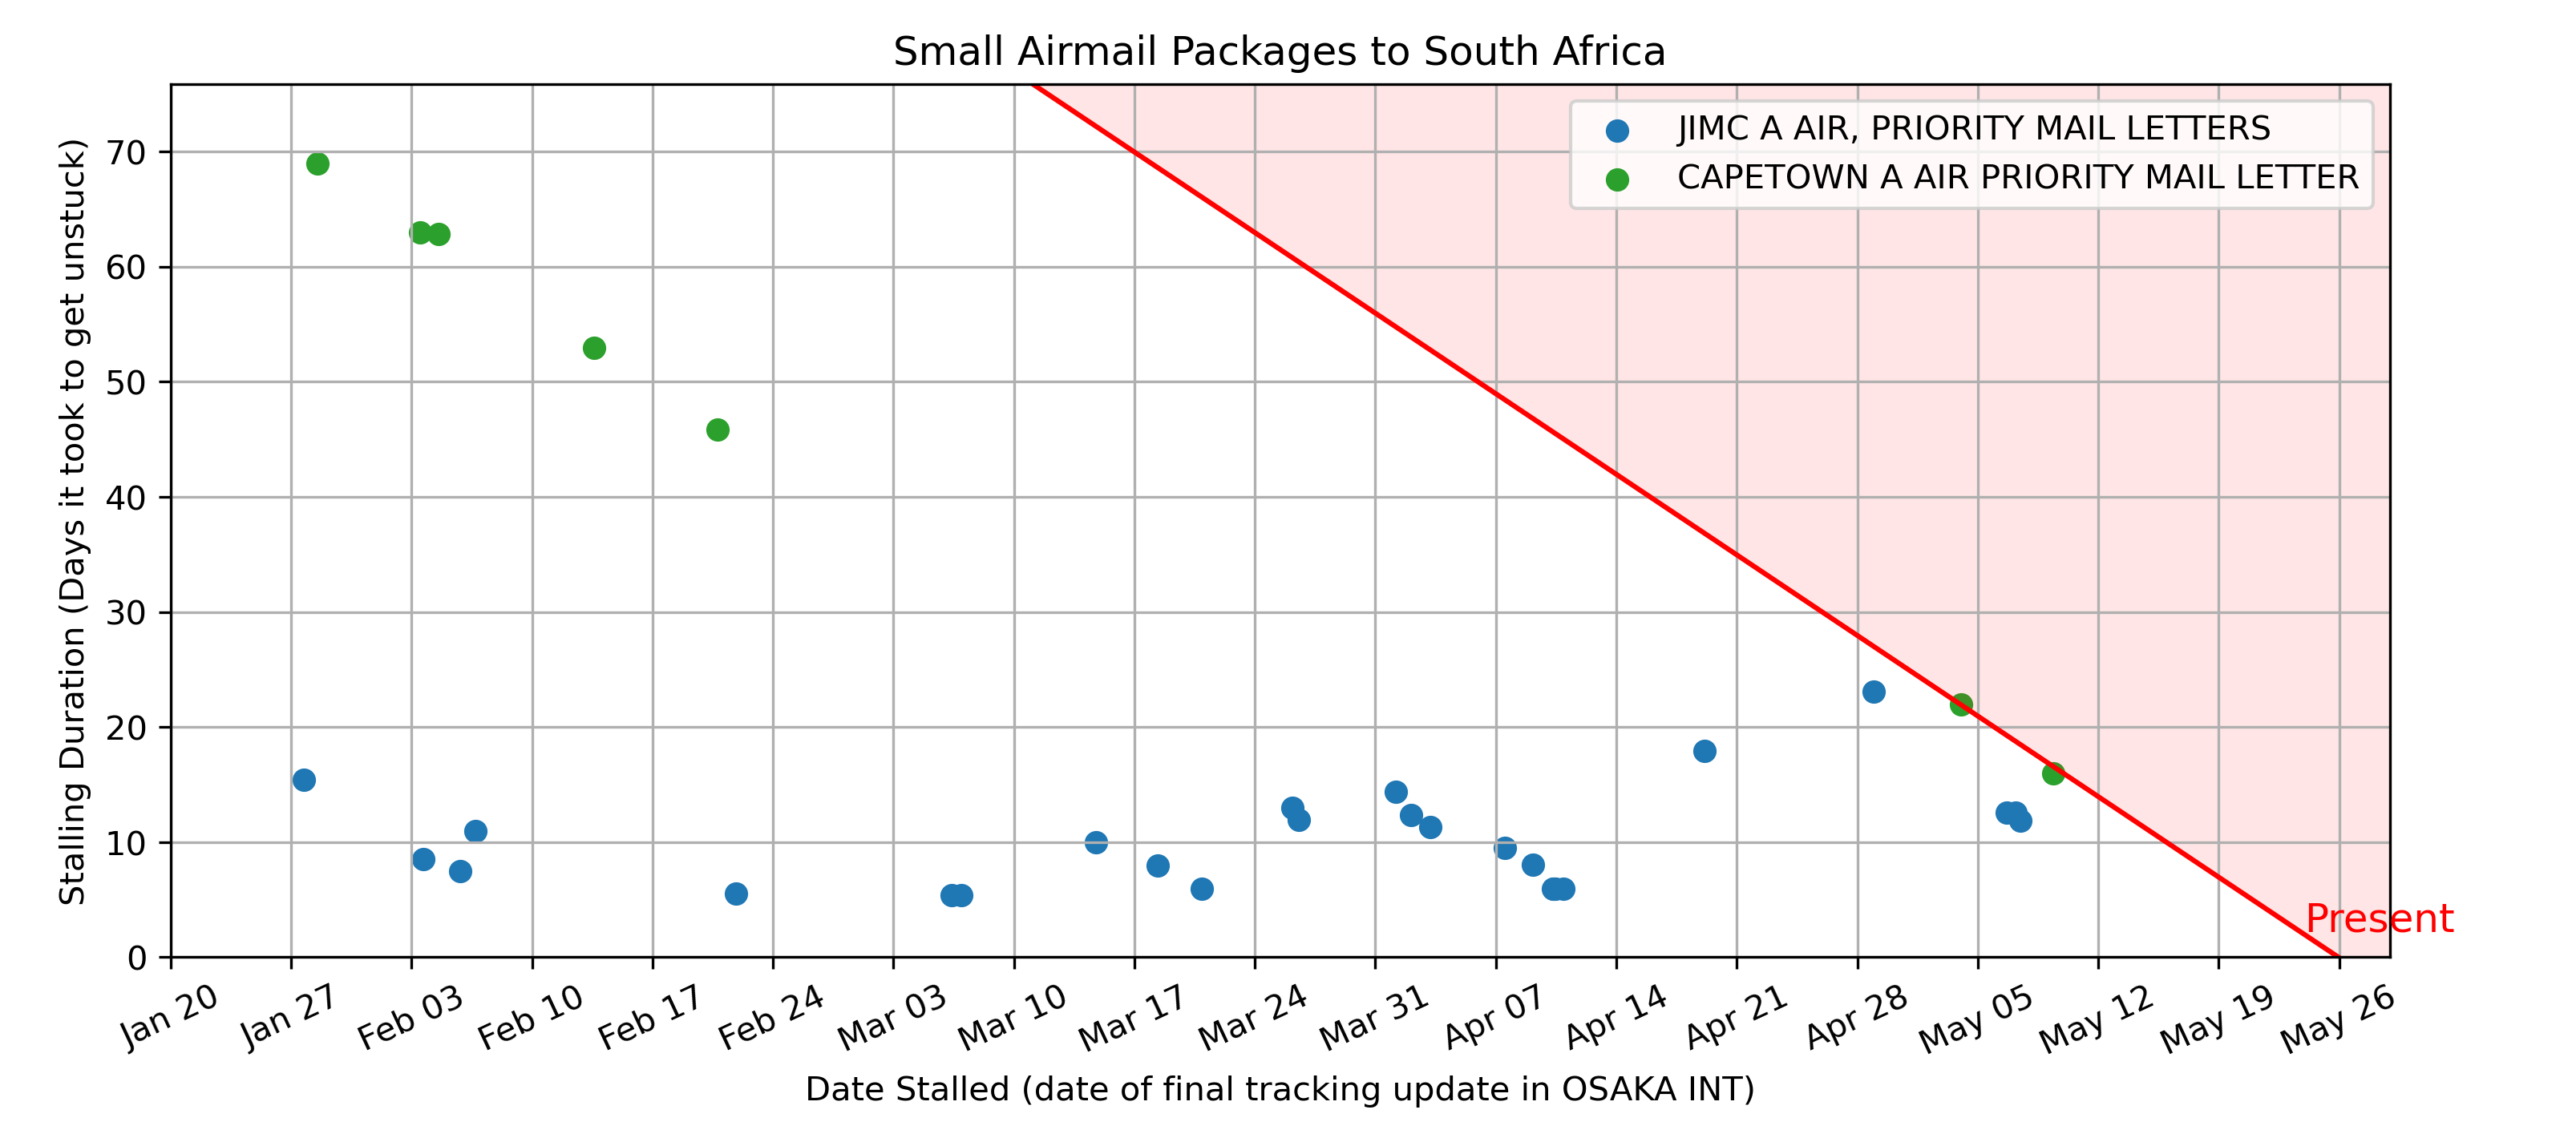 Small Airmail Packages to South Africa
JIMC A AIR, PRIORITY MAIL LETTERS
CAPETOWN A AIR PRIORITY MAIL LETTER
Stalling Duration (Days it took to get unstuck)
70
60
50
40
30
20
10
0
Present
Jan 20
Jan 27
Feb 03
Feb 10
Feb 17
Feb 24
Mar 03
Mar 10
Mar 17
Mar 24
Mar 31
Apr 07
Apr 14
Apr 21
Apr 28
May 05
May 12
May 19
May 26
Date Stalled (date of final tracking update in OSAKA INT)